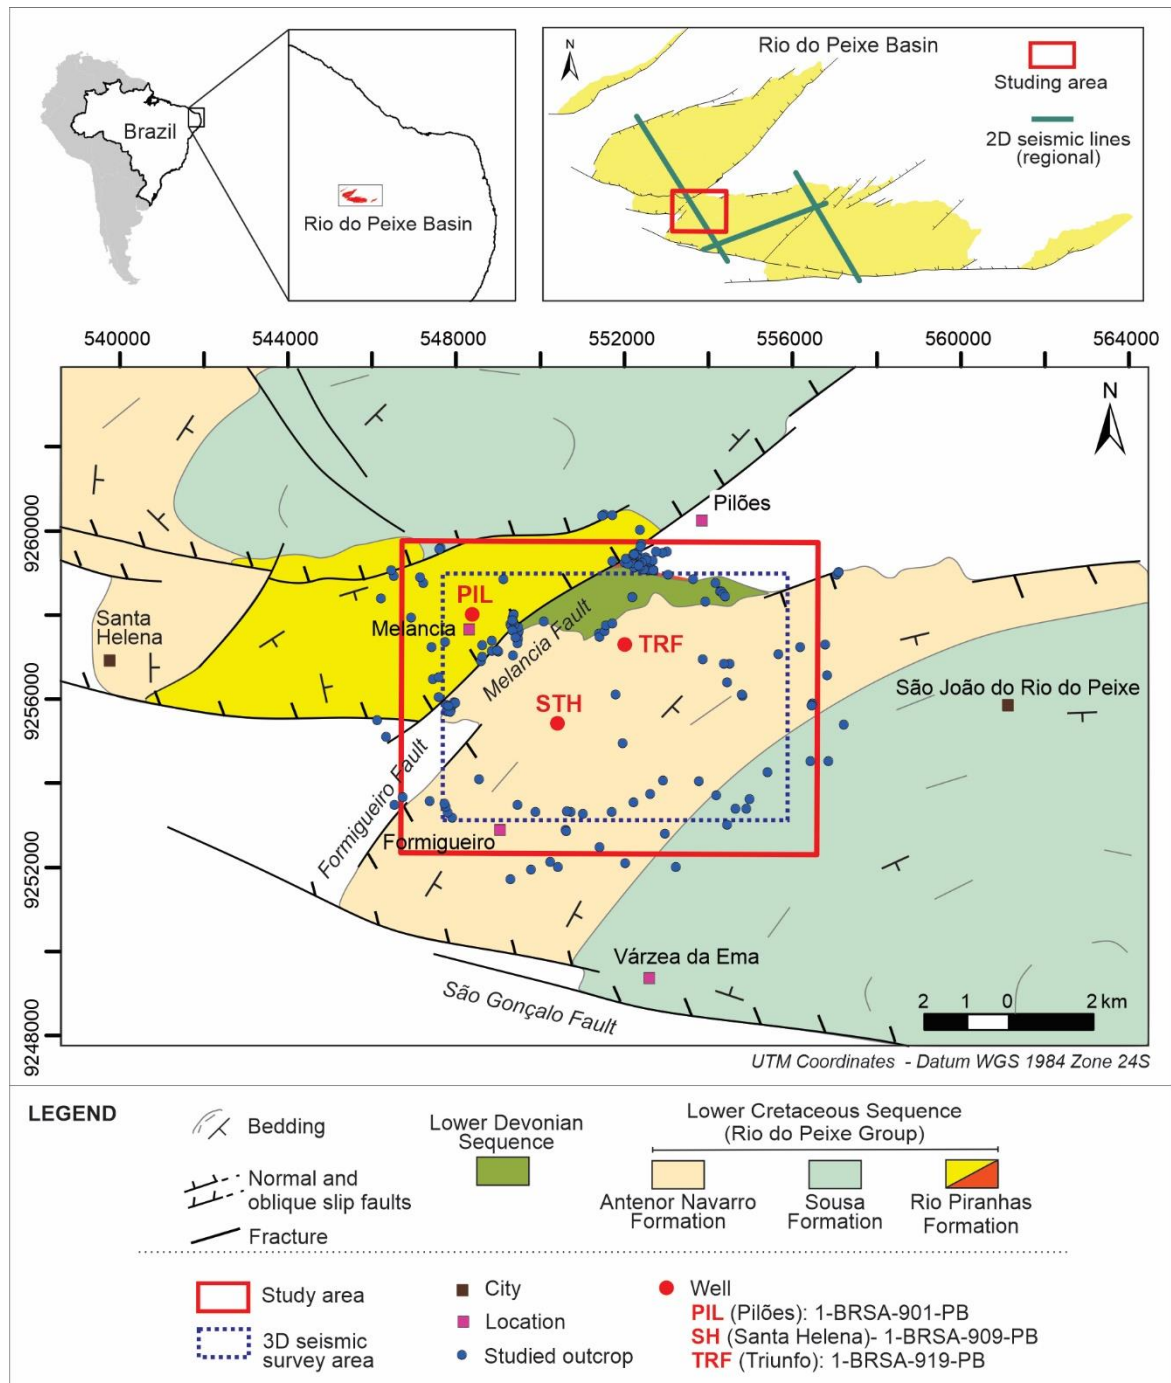 Brazil
Rio do Peixe Basin
N
Rio do Peixe Basin
Studing area
2D seismic lines
(regional)
540000
544000
548000
552000
556000
560000
564000
N
Pilões
9260000
PIL
Santa
Helena
Melancia
Melancia Fault
TRF
São João do Rio do Peixe
9256000
STH
Formigueiro Fault
Formigueiro
9252000
Várzea da Ema
São Gonçalo Fault
2 1 0 2 km
9248000
UTM Coordinates - Datum WGS 1984 Zone 24S
LEGEND
Bedding
Normal and
oblique slip faults
Fracture
Lower Devonian
Sequence
Lower Cretaceous Sequence
(Rio do Peixe Group)
Antenor Navarro
Formation
Sousa
Formation
Rio Piranhas
Formation
Study area
3D seismic
survey area
City
Location
Studied outcrop
Well
PIL (Pilões): 1-BRSA-901-PB
SH (Santa Helena)- 1-BRSA-909-PB
TRF (Triunfo): 1-BRSA-919-PB